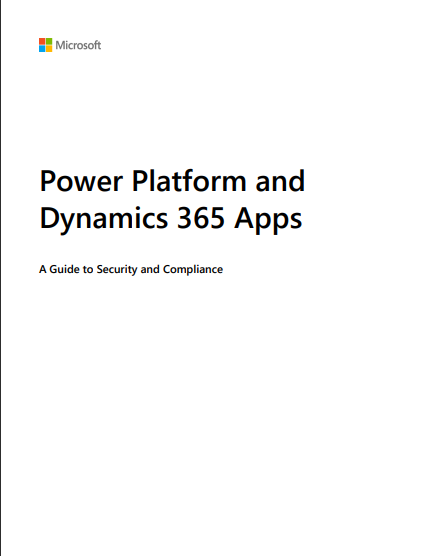 Microsoft
Power Platform and
Dynamics 365 Apps
A Guide to Security and Compliance